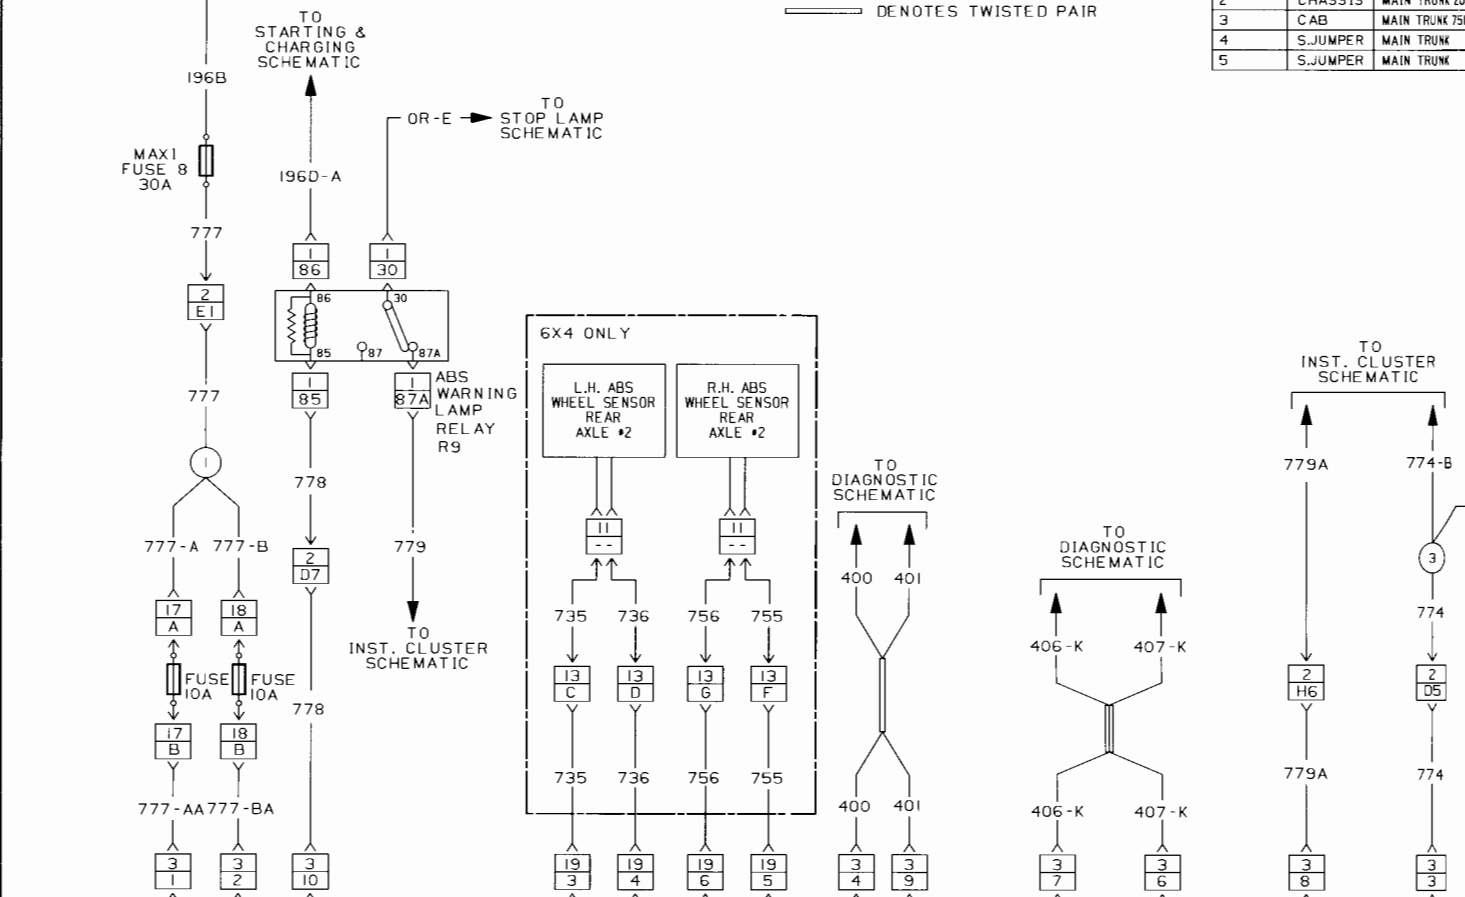 DENOTES TWISTED PAIR
CHASSIS
3 CAB MAIN TRUNK
4 S.JUMPER MAIN TRUNK
5 S.JUMPER MAIN TRUNK
TO
STARTING &
CHARGING
SCHEMATIC
196B
OR-E
TO
STOP LAMP
SCHEMATIC
MAXI
FUSE 8
30A
196D-A
777
1
86
1
30
2
E1
86
30
85
87
87A
1
85
1
87A
ABS
WARNING
LAMP
RELAY
R9
777
1
778
777-A
777-B
779
2
D7
17
A
18
A
TO
INST. CLUSTER
SCHEMATIC
FUSE
10A
FUSE
10A
778
17
B
18
B
777-AA
777-BA
3
1
3
2
3
10
6X4 ONLY
L.H. ABS
WHEEL SENSOR
REAR
AXLE #2
R.H. ABS
WHEEL SENSOR
REAR
AXLE #2
11
--
11
--
735
736
756
755
13
C
13
D
13
G
13
F
735
736
756
755
19
3
19
4
19
6
19
5
TO
DIAGNOSTIC
SCHEMATIC
400
401
400
401
3
4
3
9
TO
DIAGNOSTIC
SCHEMATIC
406-K
407-K
406-K
407-K
3
7
3
6
TO
INST. CLUSTER
SCHEMATIC
779A
774-B
3
774
2
H6
2
D5
779A
774
3
8
3
3